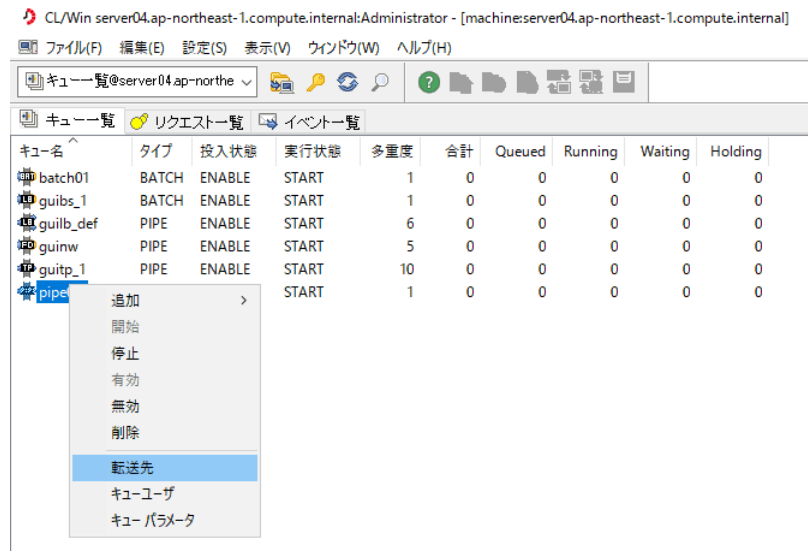 CL/Win server04.ap-northeast-1.compute.internal:Administrator - [machine:server04.ap-northeast-1.compute.internal]
ファイル(F) 編集(E) 設定(S) 表示(V) ウィンドウ(W) ヘルプ(H)
キュー一覧@server04.ap-northe
キュー一覧 リクエスト一覧 イベント一覧
キュー名 タイプ 投入状態 実行状態 多重度 合計 Queued Running Waiting Holding
batch01 BATCH ENABLE START 1 0 0 0 0 0
guibs_1 BATCH ENABLE START 1 0 0 0 0 0
guilb_def PIPE ENABLE START 6 0 0 0 0 0
guinw PIPE ENABLE START 5 0 0 0 0 0
guitp_1 PIPE ENABLE START 10 0 0 0 0 0
START 1 0 0 0 0 0
追加
開始
停止
有効
無効
削除
転送先
キューユーザ
キュー パラメータ